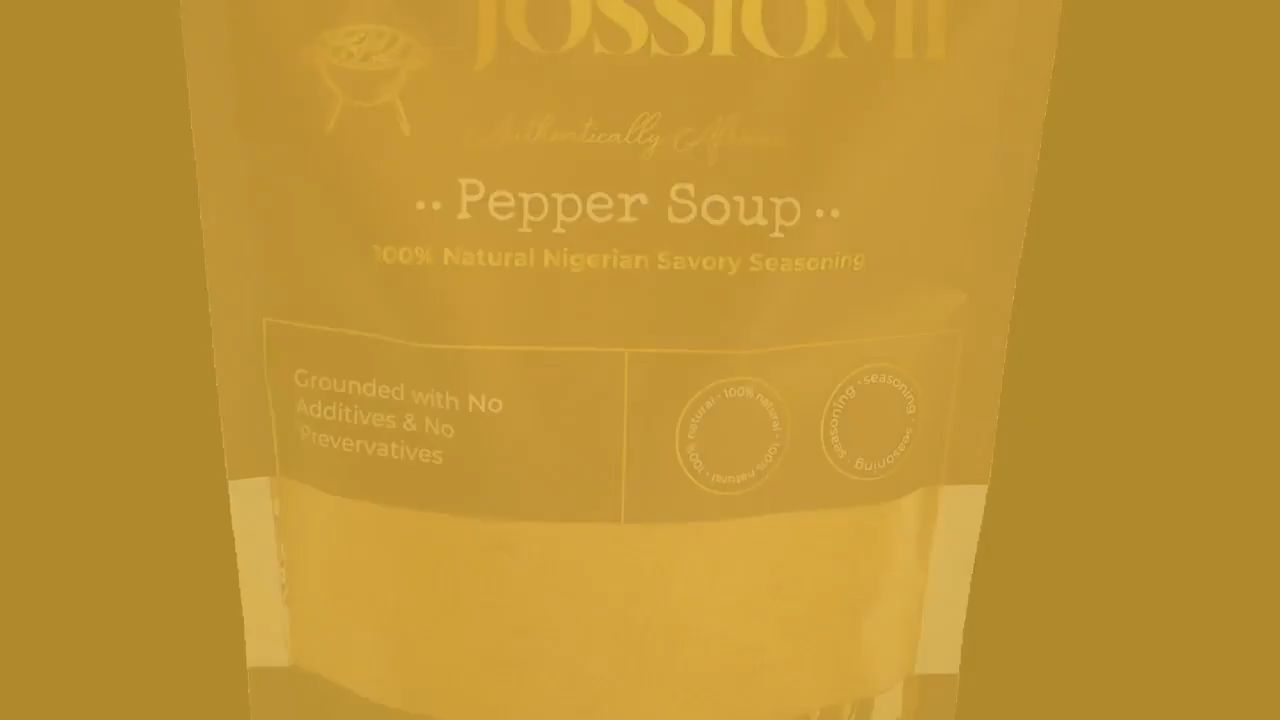 JOSSIOMI
Authentically African
·· Pepper Soup ··
100% Natural Nigerian Savory Seasoning
Grounded with No
Additives & No
Prevervatives
100% natural · 100% natural · 100% natural ·
seasoning · seasoning · seasoning ·